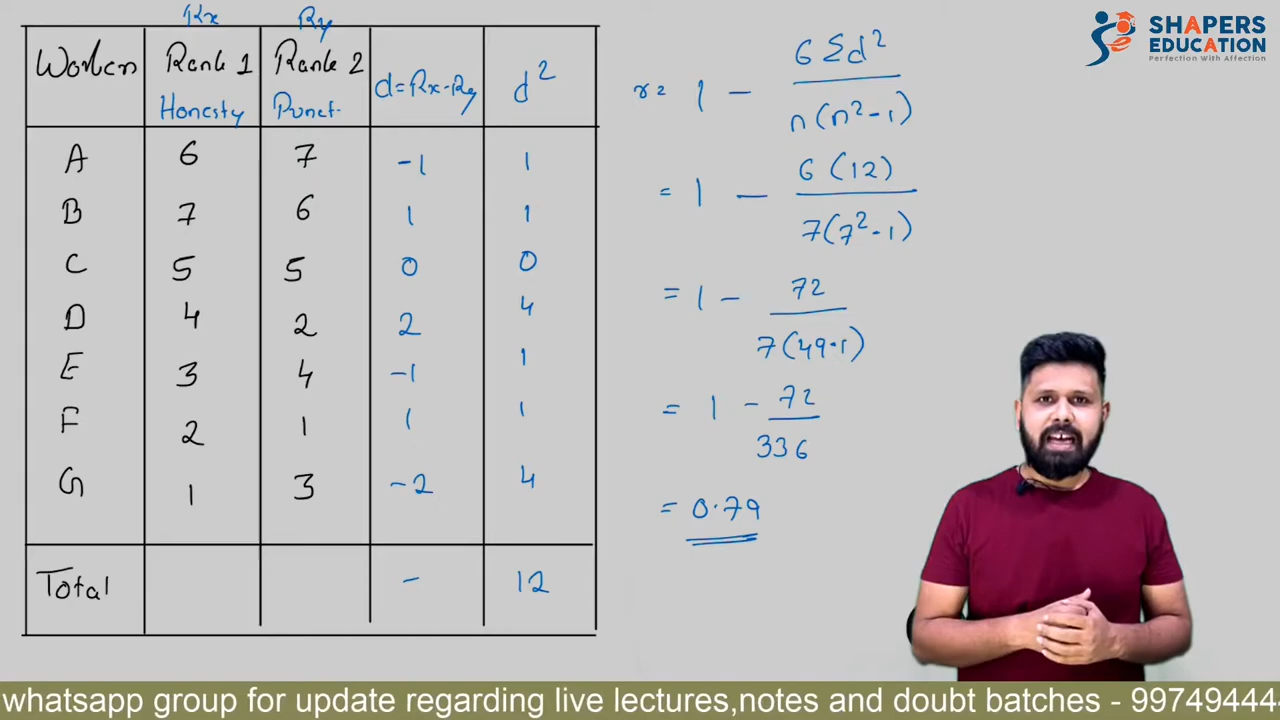 Rx Ry
Worker Rank 1 Rank 2 d=Rx-Ry d²
Honesty Punct-
A 6 7 -1 1
B 7 6 1 1
C 5 5 0 0
D 4 2 2 4
E 3 4 -1 1
F 2 1 1 1
G 1 3 -2 4
Total - 12
r = 1 - 6 Σd² / n(n²-1)
= 1 - 6(12) / 7(7²-1)
= 1 - 72 / 7(49-1)
= 1 - 72 / 336
= 0.79
SHAPERS
EDUCATION
Perfection With Affection
whatsapp group for update regarding live lectures,notes and doubt batches - 99749444